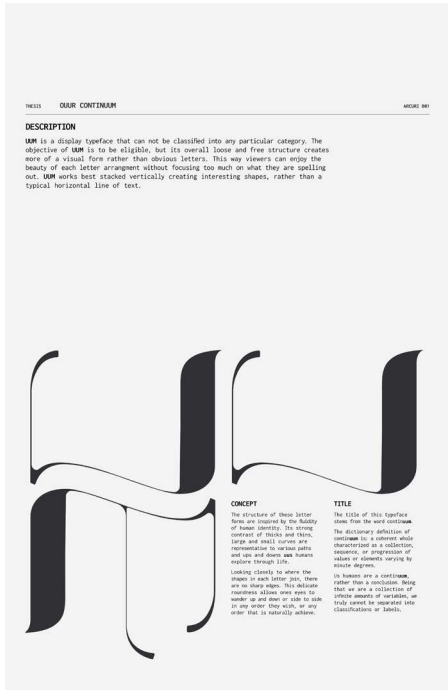 THESIS OUUR CONTINUUM ARCURI 001
DESCRIPTION
UUM is a display typeface that can not be classified into any particular category. The
objective of UUM is to be eligible, but its overall loose and free structure creates
more of a visual form rather than obvious letters. This way viewers can enjoy the
beauty of each letter arrangment without focusing too much on what they are spelling
out. UUM works best stacked vertically creating interesting shapes, rather than a
typical horizontal line of text.
UUM
CONCEPT
The structure of these letter
forms are inspired by the fluidity
of human identity. Its strong
contrast of thicks and thins,
large and small curves are
representative to various paths
and ups and downs uus humans
explore through life.
Looking closely to where the
shapes in each letter join, there
are no sharp edges. This delicate
roundness allows ones eyes to
wander up and down or side to side
in any order they wish, or any
order that is naturally achieve.
TITLE
The title of this typeface
stems from the word continuum.
The dictionary definition of
continuum is; a coherent whole
characterized as a collection,
sequence, or progression of
values or elements varying by
minute degrees.
Us humans are a continuum,
rather than a conclusion. Being
that we are a collection of
infinite amounts of variables, we
truly cannot be separated into
classifications or labels.